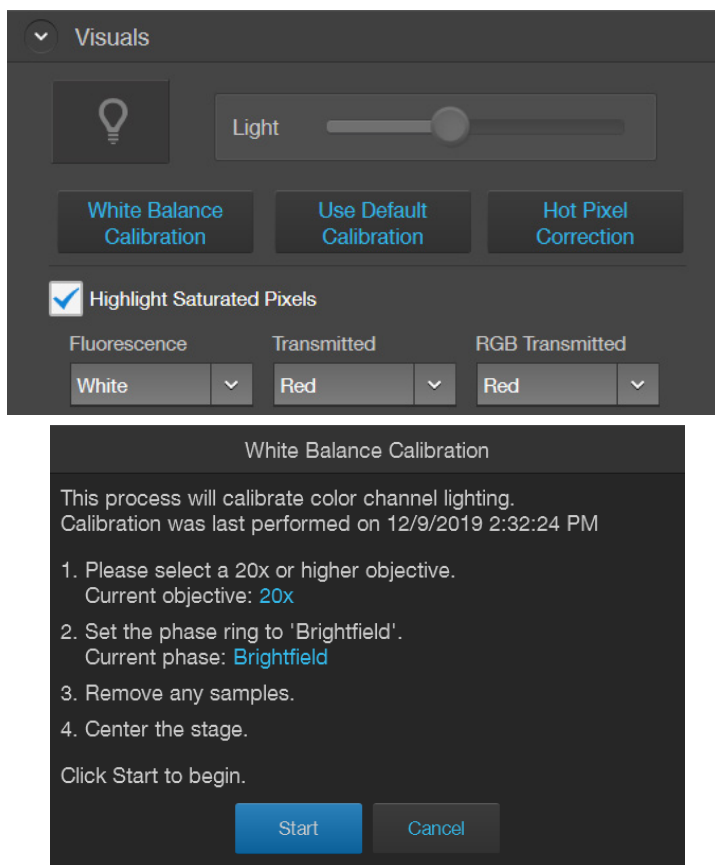 Visuals
Light
White Balance
Calibration
Use Default
Calibration
Hot Pixel
Correction
Highlight Saturated Pixels
Fluorescence
Transmitted
RGB Transmitted
White
Red
Red
White Balance Calibration
This process will calibrate color channel lighting.
Calibration was last performed on 12/9/2019 2:32:24 PM
1. Please select a 20x or higher objective.
Current objective: 20x
2. Set the phase ring to 'Brightfield'.
Current phase: Brightfield
3. Remove any samples.
4. Center the stage.
Click Start to begin.
Start
Cancel